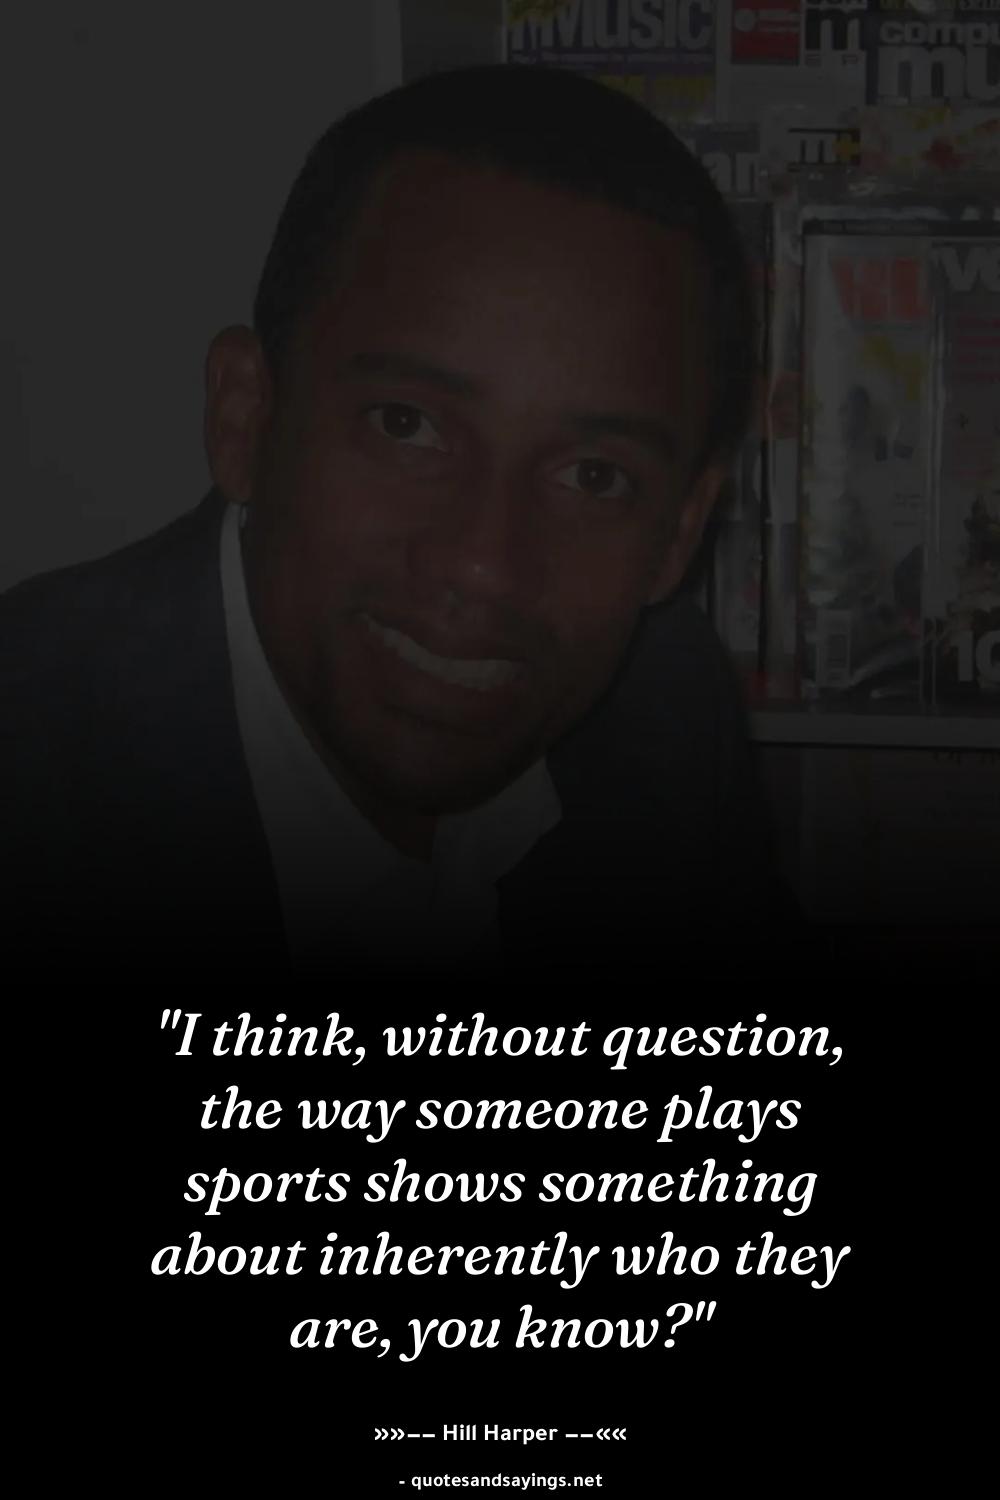 Music
"I think, without question,
the way someone plays
sports shows something
about inherently who they
are, you know?"
»»−− Hill Harper −−««
- quotesandsayings.net